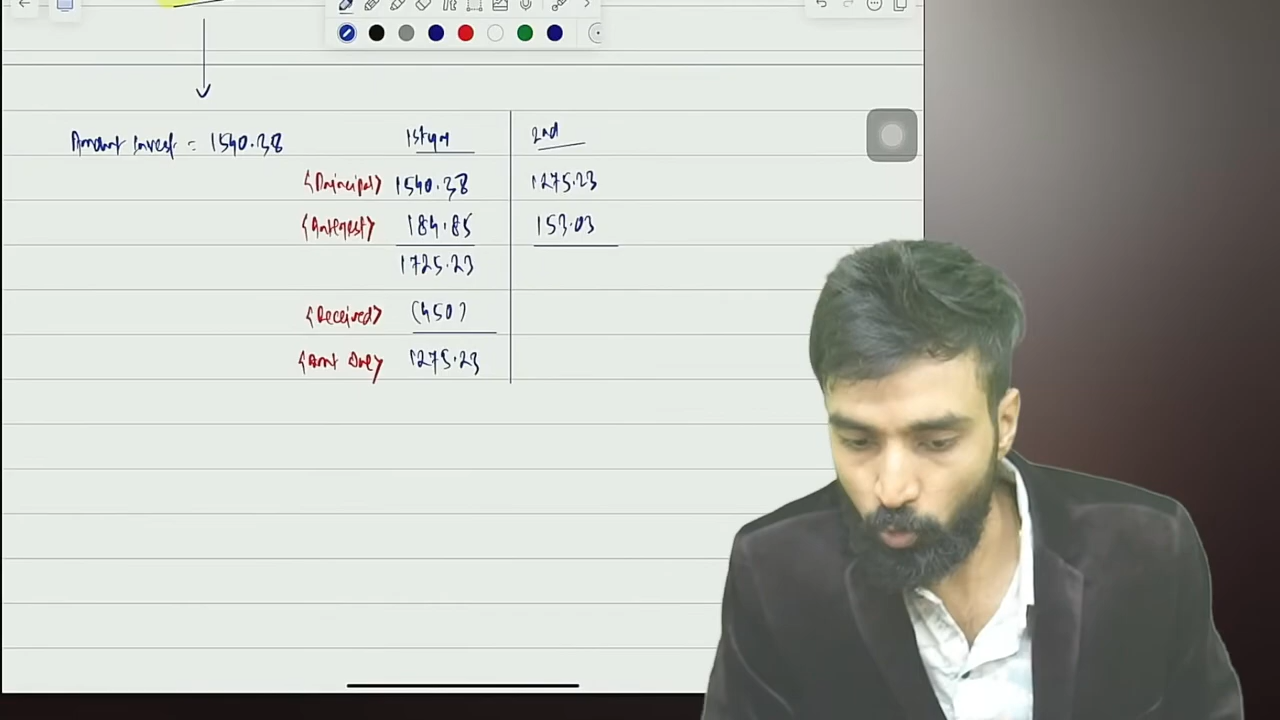 Amount invest = 1540.38
1st yr 2nd
{Principal} 1540.38 1275.23
{Interest} 184.85 153.03
1725.23
{Received} (450)
{Amt Due} 1275.23